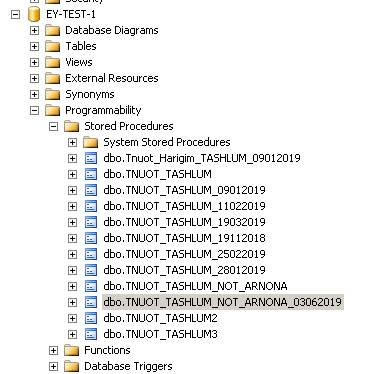 Security
EY-TEST-1
Database Diagrams
Tables
Views
External Resources
Synonyms
Programmability
Stored Procedures
System Stored Procedures
dbo.Tnuot_Harigim_TASHLUM_09012019
dbo.TNUOT_TASHLUM
dbo.TNUOT_TASHLUM_09012019
dbo.TNUOT_TASHLUM_11022019
dbo.TNUOT_TASHLUM_19032019
dbo.TNUOT_TASHLUM_19112018
dbo.TNUOT_TASHLUM_25022019
dbo.TNUOT_TASHLUM_28012019
dbo.TNUOT_TASHLUM_NOT_ARNONA
dbo.TNUOT_TASHLUM_NOT_ARNONA_03062019
dbo.TNUOT_TASHLUM2
dbo.TNUOT_TASHLUM3
Functions
Database Triggers